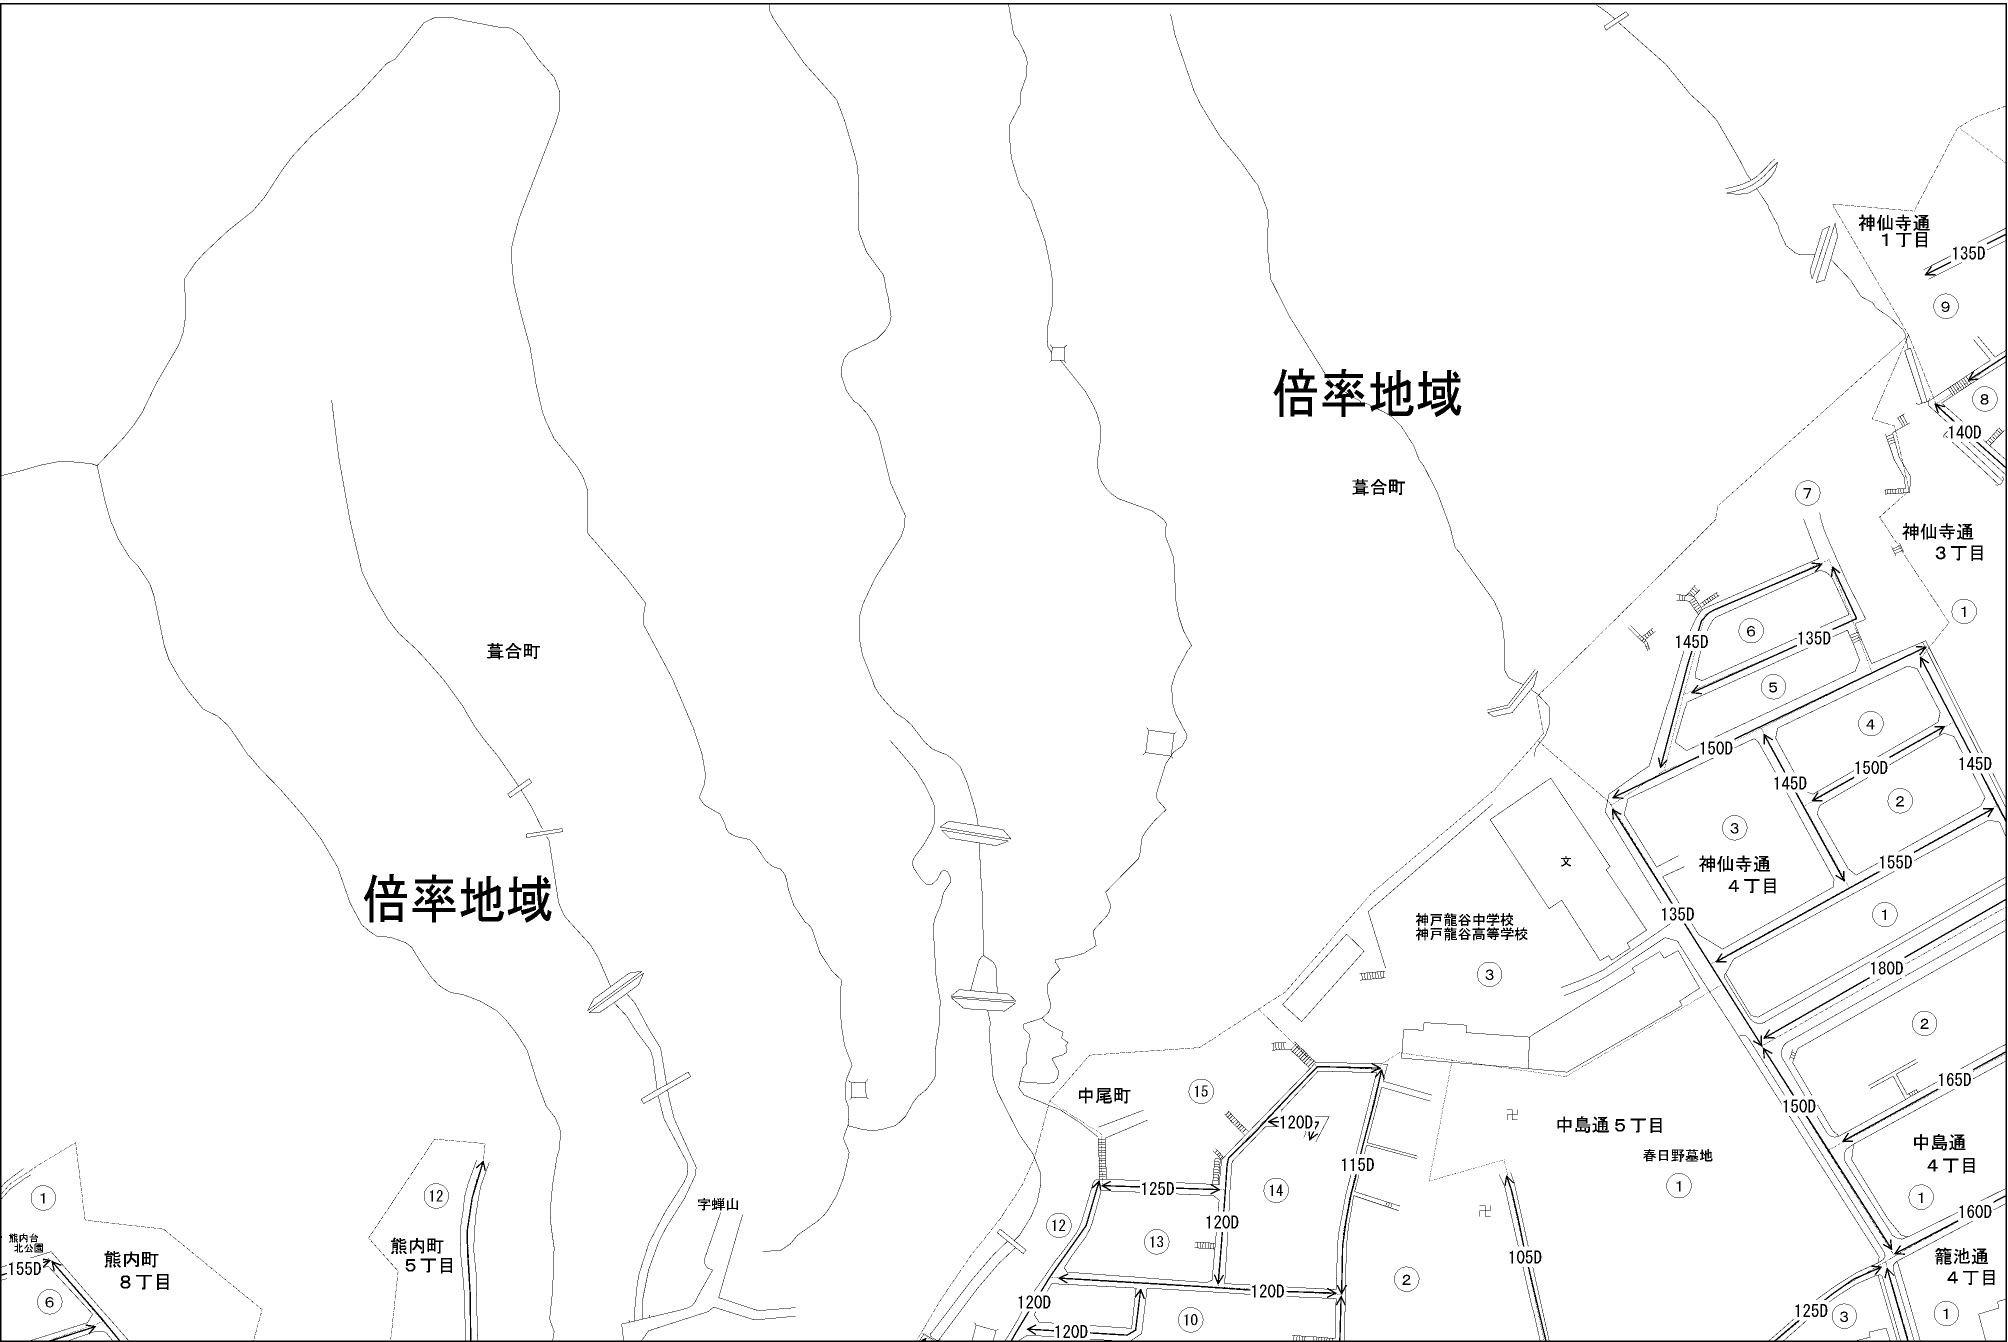 神仙寺通
１丁目
135D
9
倍率地域
8
140D
葺合町
7
神仙寺通
３丁目
1
6
145D
135D
葺合町
5
4
150D
150D
145D
145D
2
3
文
155D
神仙寺通
４丁目
倍率地域
1
135D
神戸龍谷中学校
神戸龍谷高等学校
3
180D
2
165D
15
中尾町
150D
120D
卍
中島通５丁目
中島通
４丁目
115D
春日野墓地
1
1
125D
14
12
1
字蝉山
卍
160D
12
120D
13
熊内台
北公園
熊内町
８丁目
熊内町
５丁目
105D
籠池通
４丁目
155D
2
120D
6
120D
125D
3
1
10
120D